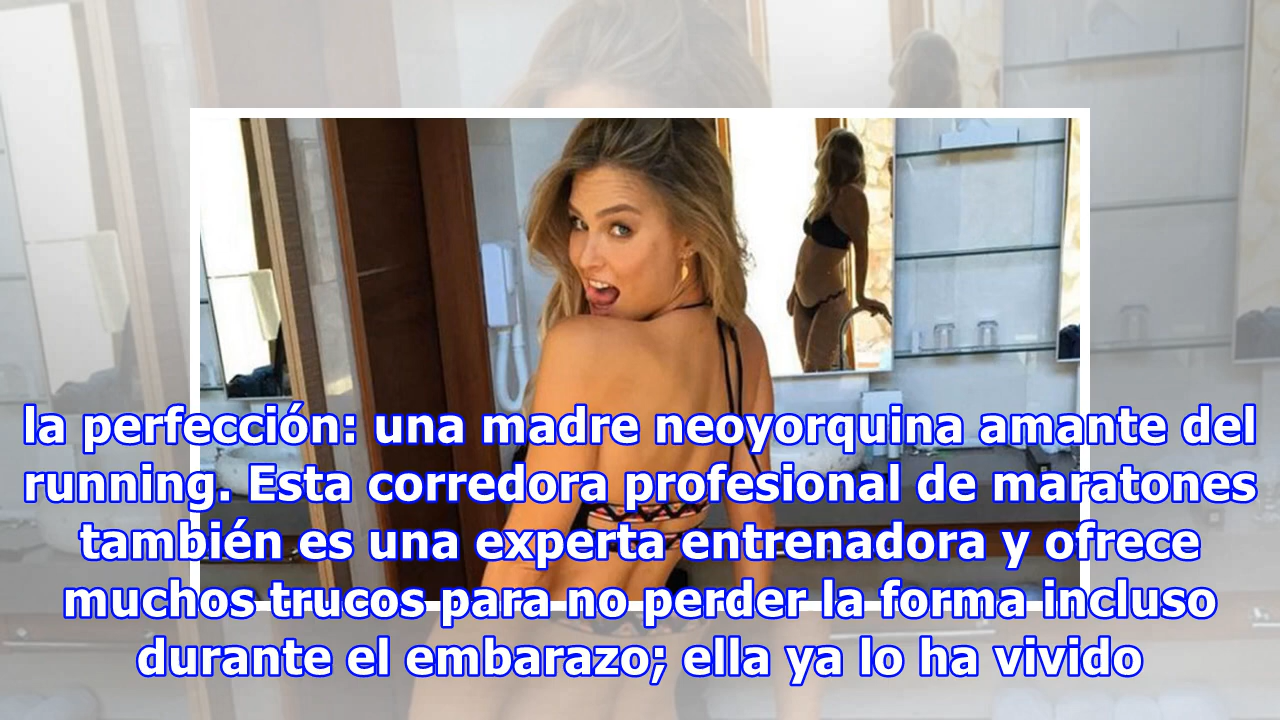 la perfección: una madre neoyorquina amante del
running. Esta corredora profesional de maratones
también es una experta entrenadora y ofrece
muchos trucos para no perder la forma incluso
durante el embarazo; ella ya lo ha vivido